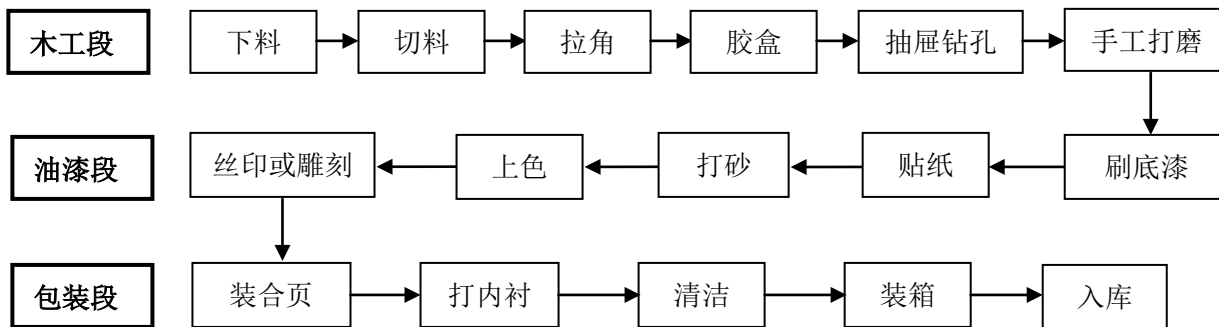 木工段
下料
切料
拉角
胶盒
抽屉钻孔
手工打磨
油漆段
丝印或雕刻
上色
打砂
贴纸
刷底漆
包装段
装合页
打内衬
清洁
装箱
入库